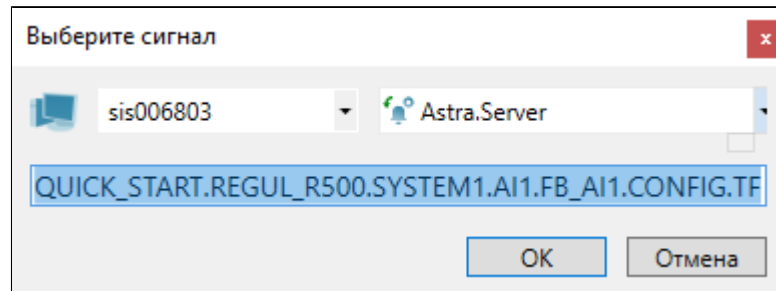 Выберите сигнал
x
sis006803 Astra.Server
QUICK_START.REGUL_R500.SYSTEM1.AI1.FB_AI1.CONFIG.TF
OK Отмена